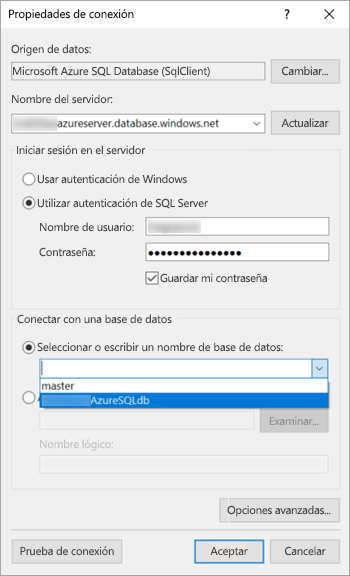 Propiedades de conexión
?
Origen de datos:
Microsoft Azure SQL Database (SqlClient)
Cambiar...
Nombre del servidor:
azureserver.database.windows.net
Actualizar
Iniciar sesión en el servidor
Usar autenticación de Windows
Utilizar autenticación de SQL Server
Nombre de usuario:
Contraseña:
●●●●●●●●●●●●●●●
Guardar mi contraseña
Conectar con una base de datos
Seleccionar o escribir un nombre de base de datos:
master
AzureSQLdb
Examinar...
Nombre lógico:
Opciones avanzadas...
Prueba de conexión
Aceptar
Cancelar